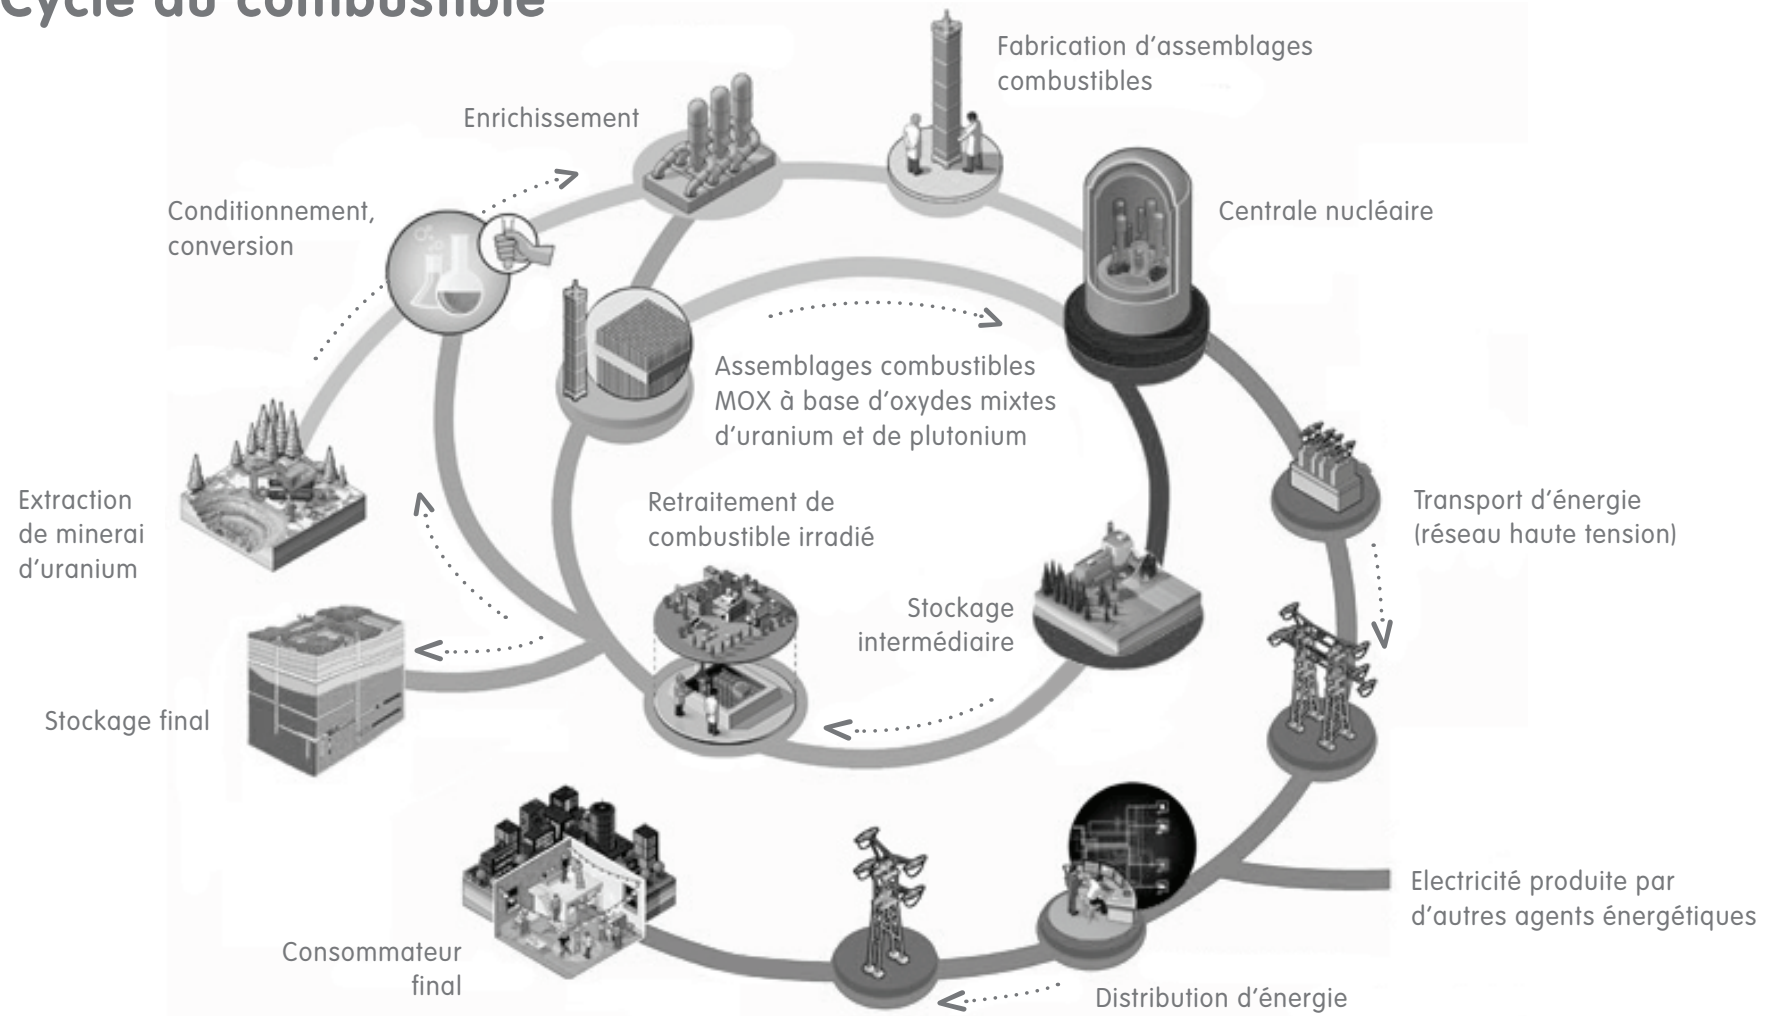 Cycle du combustible
Fabrication d'assemblages
combustibles
Enrichissement
Conditionnement,
conversion
Centrale nucléaire
Assemblages combustibles
MOX à base d'oxydes mixtes
d'uranium et de plutonium
Extraction
de minerai
d'uranium
Retraitement de
combustible irradié
Transport d'énergie
(réseau haute tension)
Stockage
intermédiaire
Stockage final
Electricité produite par
d'autres agents énergétiques
Consommateur
final
Distribution d'énergie